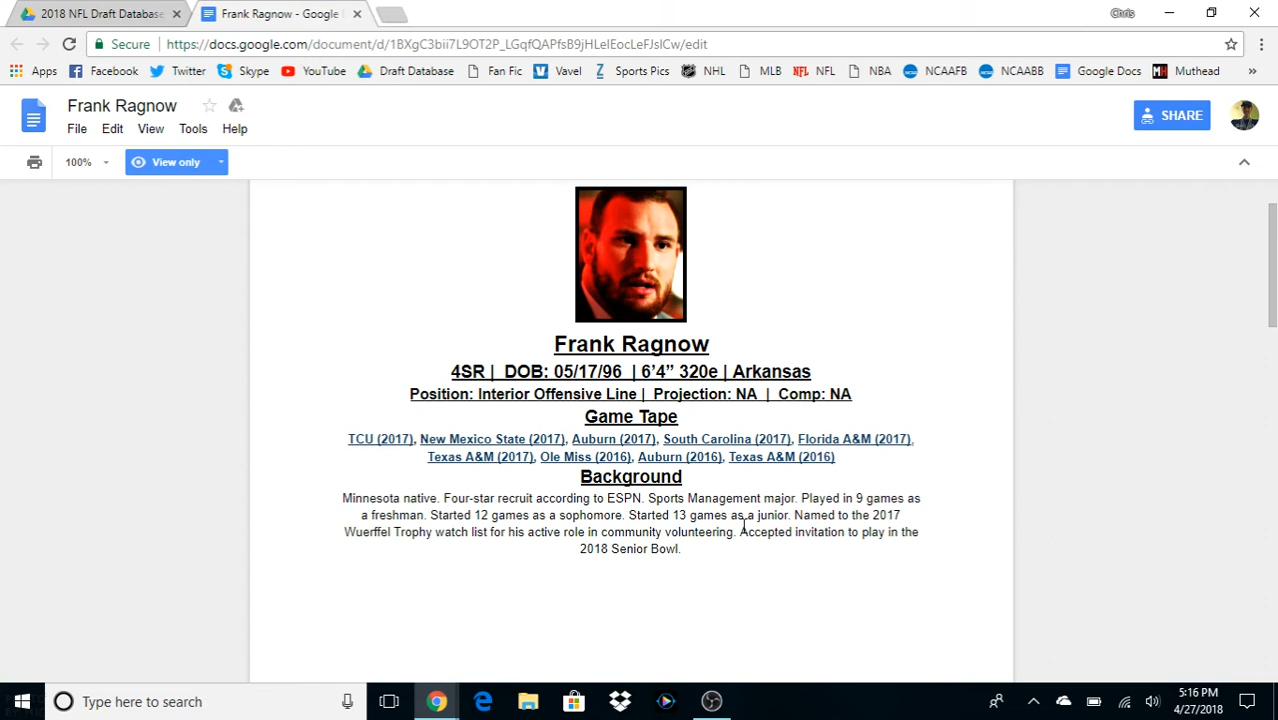 2018 NFL Draft Database
Frank Ragnow - Google
Chris
Secure https://docs.google.com/document/d/1BXgC3bii7L9OT2P_LGqfQAPfsB9jHLeIEocLeFJsICw/edit
Apps Facebook Twitter Skype YouTube Draft Database Fan Fic Vavel Sports Pics NHL MLB NFL NBA NCAAFB NCAABB Google Docs Muthead »
Frank Ragnow
SHARE
File Edit View Tools Help
100% View only
Frank Ragnow
4SR | DOB: 05/17/96 | 6’4” 320e | Arkansas
Position: Interior Offensive Line | Projection: NA | Comp: NA
Game Tape
TCU (2017), New Mexico State (2017), Auburn (2017), South Carolina (2017), Florida A&M (2017),
Texas A&M (2017), Ole Miss (2016), Auburn (2016), Texas A&M (2016)
Background
Minnesota native. Four-star recruit according to ESPN. Sports Management major. Played in 9 games as
a freshman. Started 12 games as a sophomore. Started 13 games as a junior. Named to the 2017
Wuerffel Trophy watch list for his active role in community volunteering. Accepted invitation to play in the
2018 Senior Bowl.
Type here to search
5:16 PM
4/27/2018